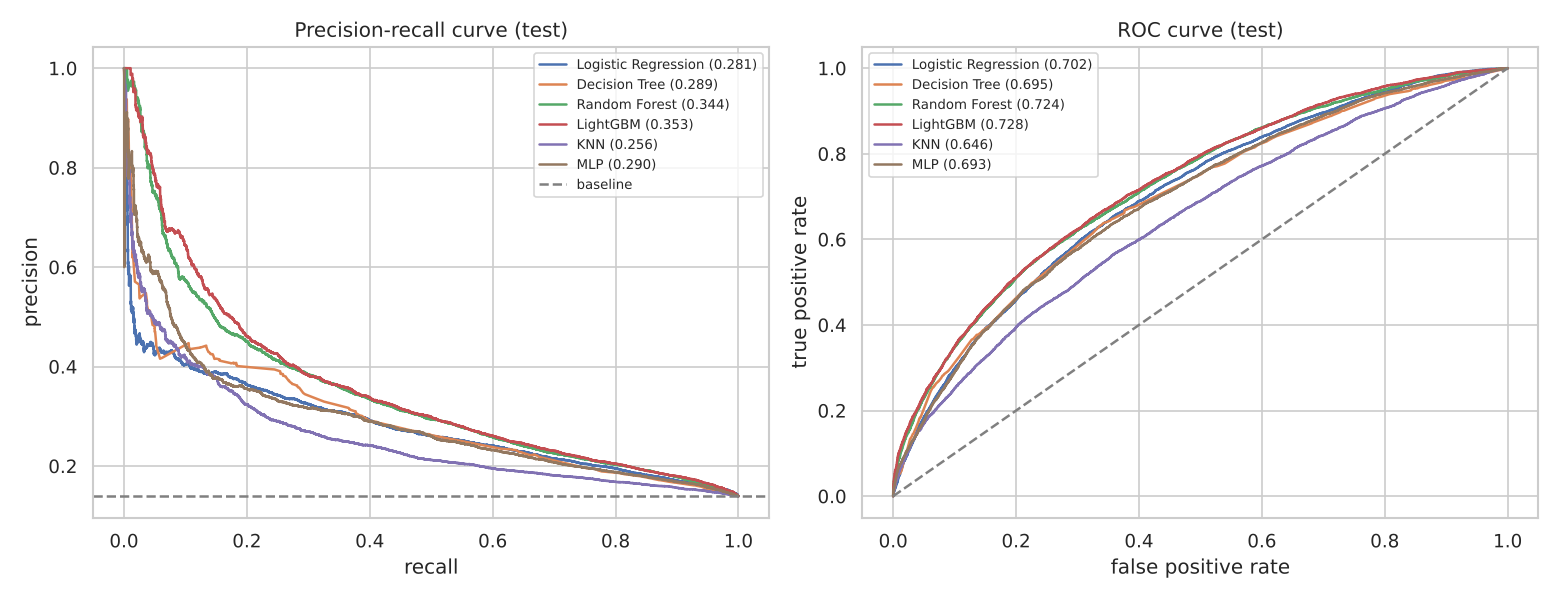 Precision-recall curve (test)
precision
1.0
0.8
0.6
0.4
0.2
Logistic Regression (0.281)
Decision Tree (0.289)
Random Forest (0.344)
LightGBM (0.353)
KNN (0.256)
MLP (0.290)
baseline
0.0 0.2 0.4 0.6 0.8 1.0
recall
ROC curve (test)
true positive rate
1.0
0.8
0.6
0.4
0.2
0.0
Logistic Regression (0.702)
Decision Tree (0.695)
Random Forest (0.724)
LightGBM (0.728)
KNN (0.646)
MLP (0.693)
0.0 0.2 0.4 0.6 0.8 1.0
false positive rate